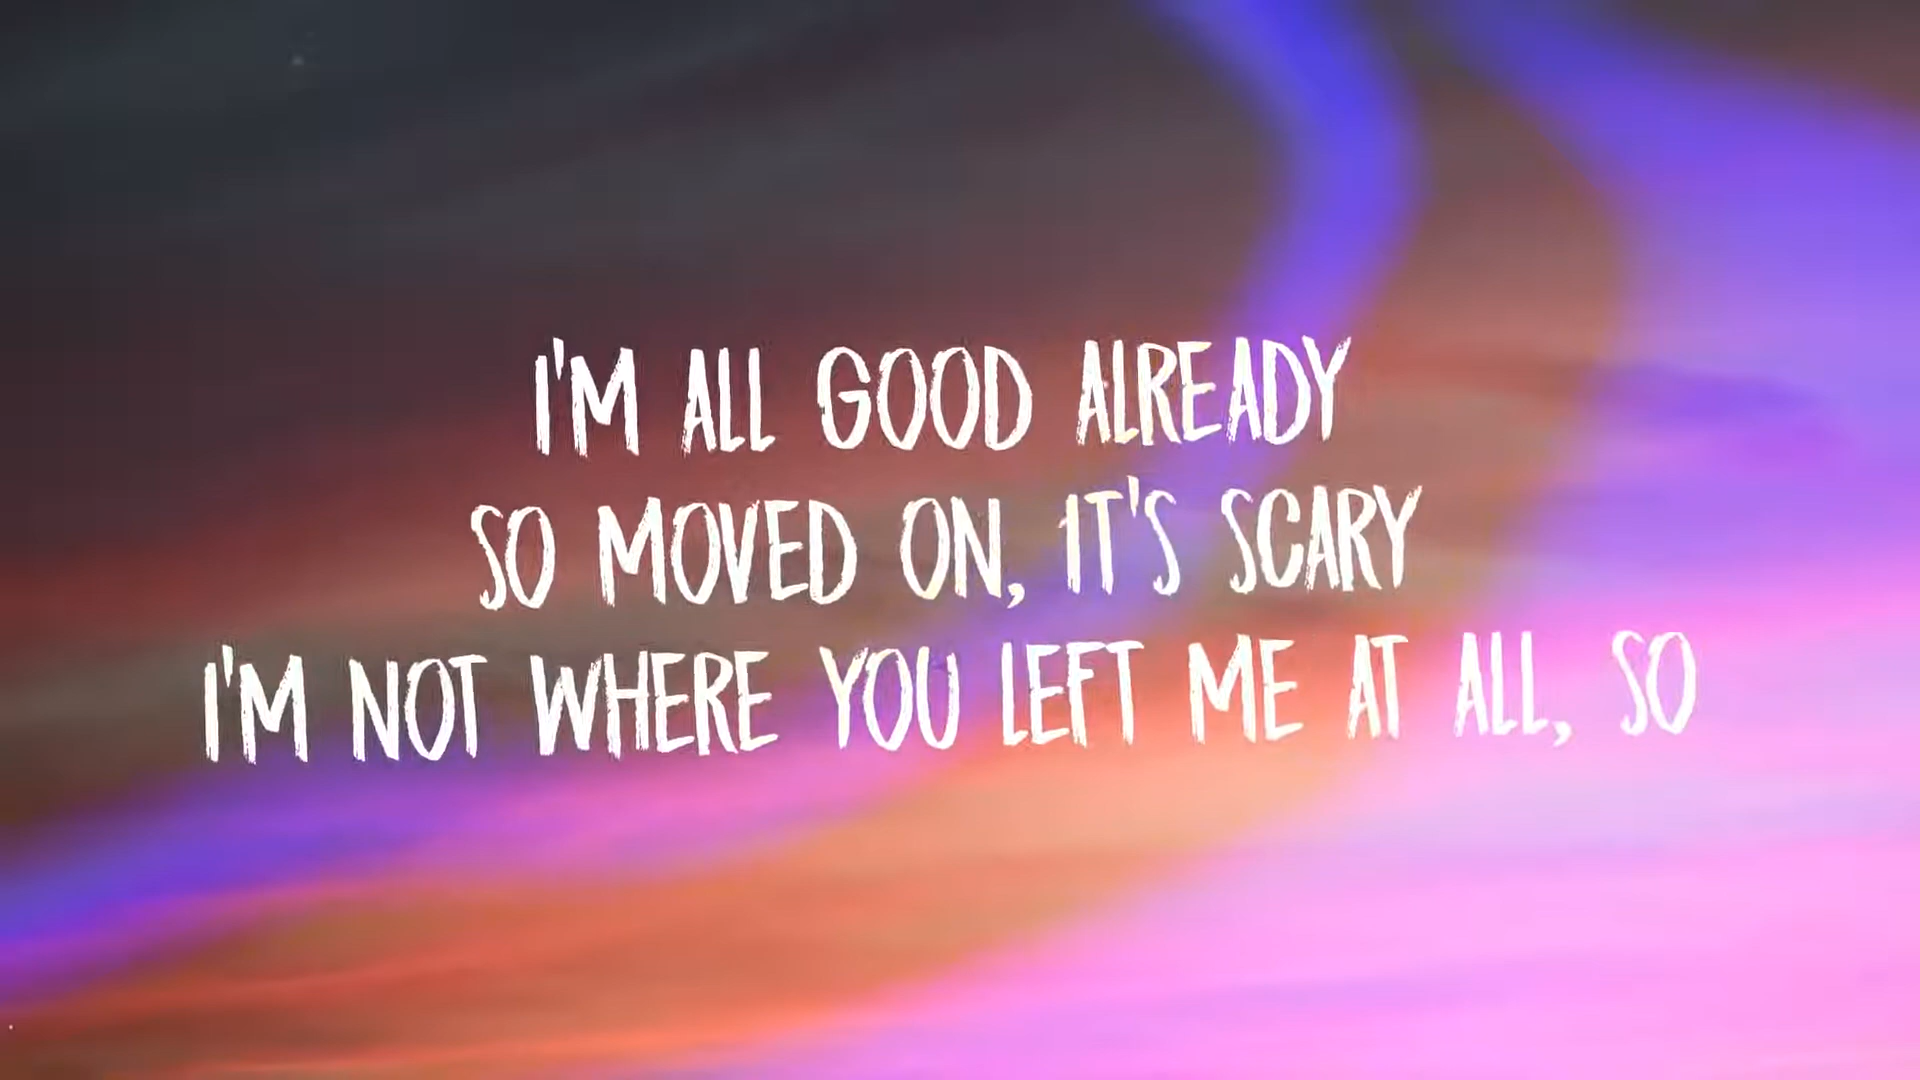 I'M ALL GOOD ALREADY
SO MOVED ON, IT'S SCARY
I'M NOT WHERE YOU LEFT ME AT ALL, SO